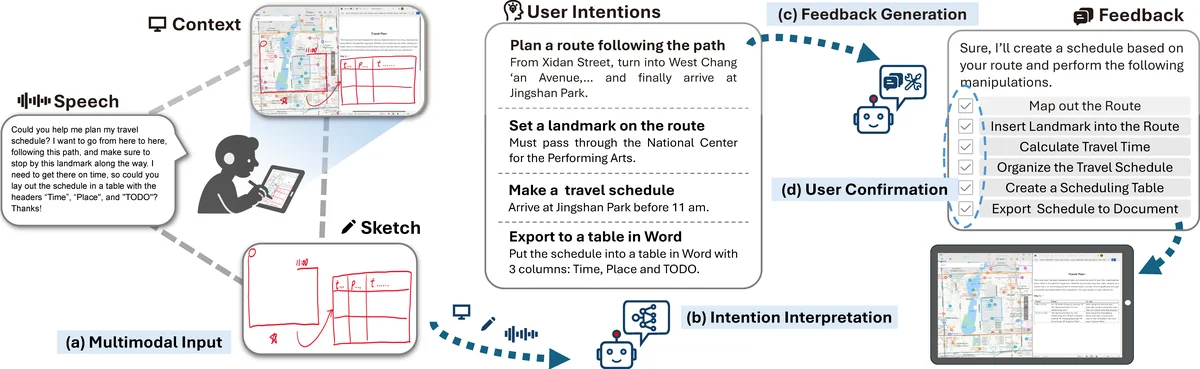 Context
11:00
t... p... t......
Speech
Could you help me plan my travel
schedule? I want to go from here to here,
following this path, and make sure to
stop by this landmark along the way. I
need to get there on time, so could you
lay out the schedule in a table with the
headers "Time", "Place", and "TODO"?
Thanks!
Sketch
11:00
t... p... t......
(a) Multimodal Input
User Intentions
Plan a route following the path
From Xidan Street, turn into West Chang
'an Avenue,... and finally arrive at
Jingshan Park.
Set a landmark on the route
Must pass through the National Center
for the Performing Arts.
Make a travel schedule
Arrive at Jingshan Park before 11 am.
Export to a table in Word
Put the schedule into a table in Word with
3 columns: Time, Place and TODO.
(b) Intention Interpretation
(c) Feedback Generation
Feedback
Sure, I'll create a schedule based on
your route and perform the following
manipulations.
Map out the Route
Insert Landmark into the Route
Calculate Travel Time
Organize the Travel Schedule
Create a Scheduling Table
Export Schedule to Document
(d) User Confirmation
Travel Plan